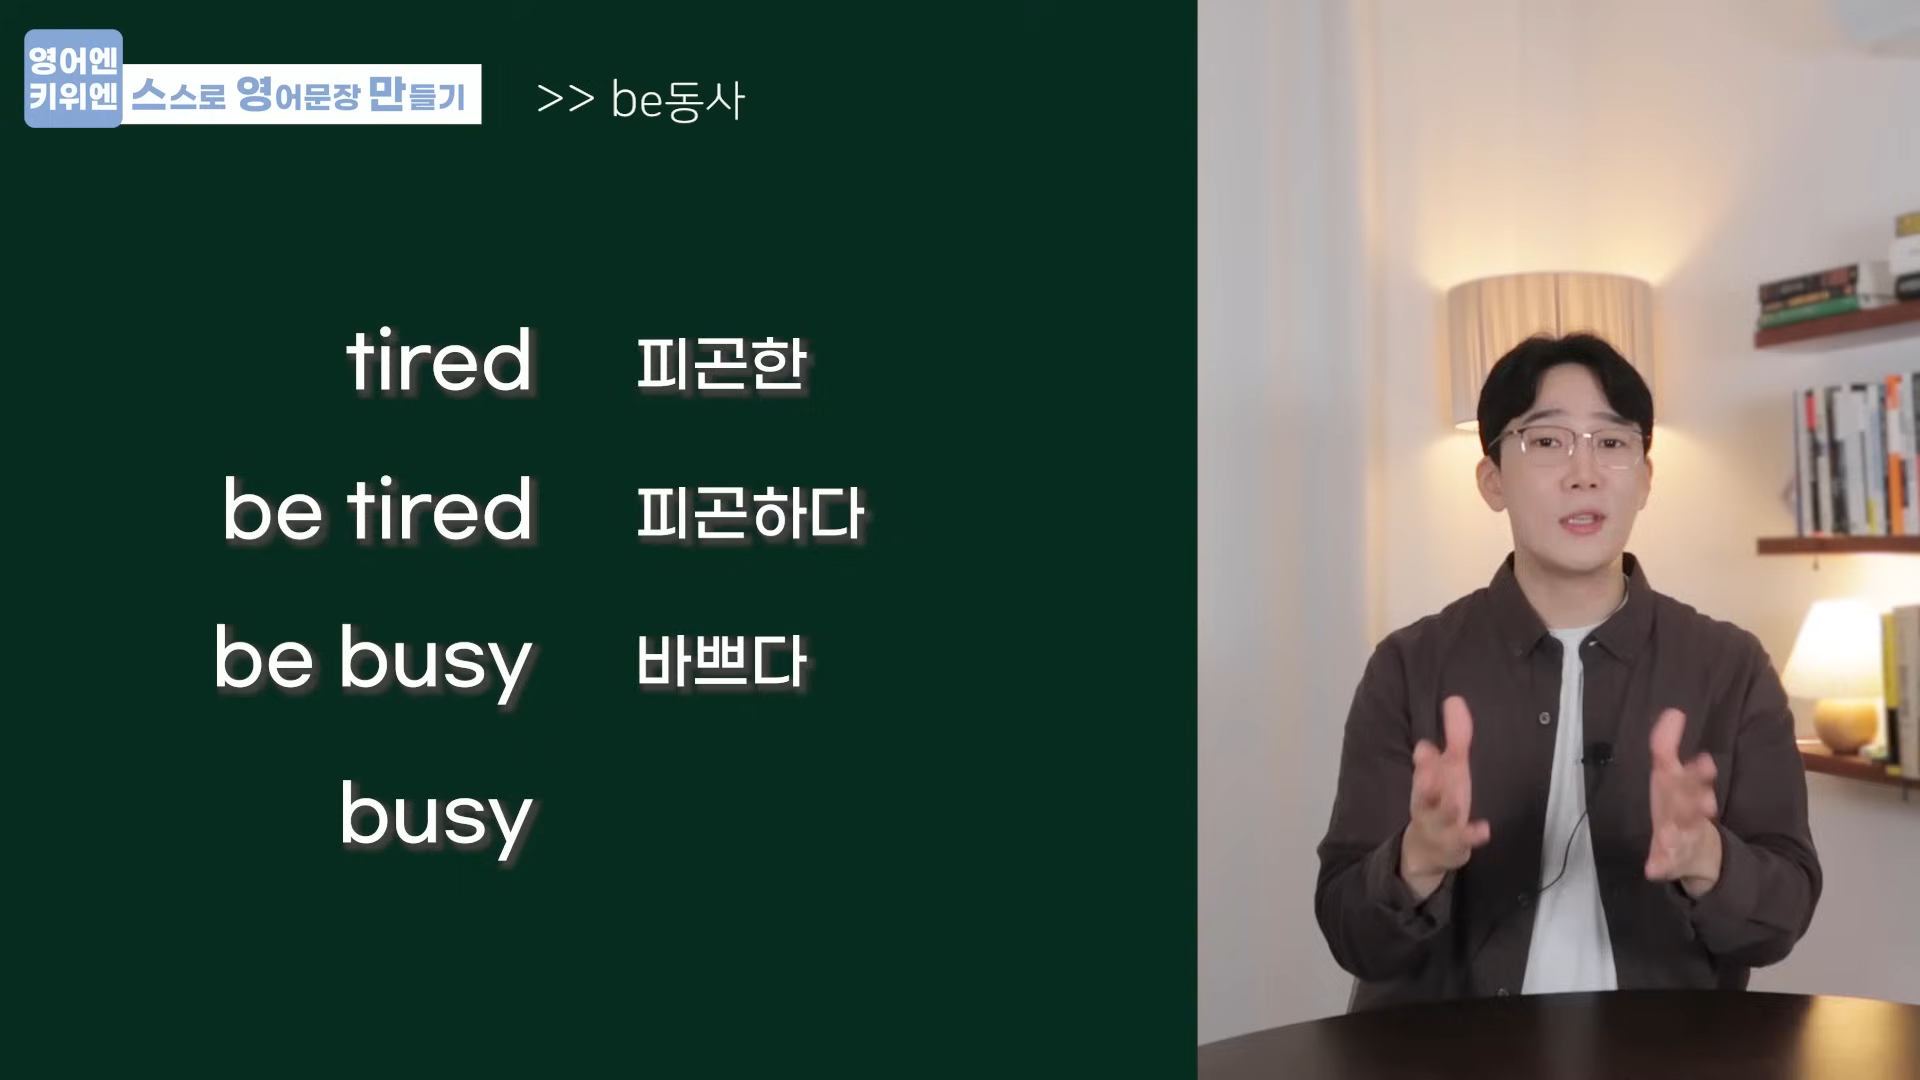 영어엔
키위엔
스스로 영어문장 만들기
>> be동사
tired 피곤한
be tired 피곤하다
be busy 바쁘다
busy